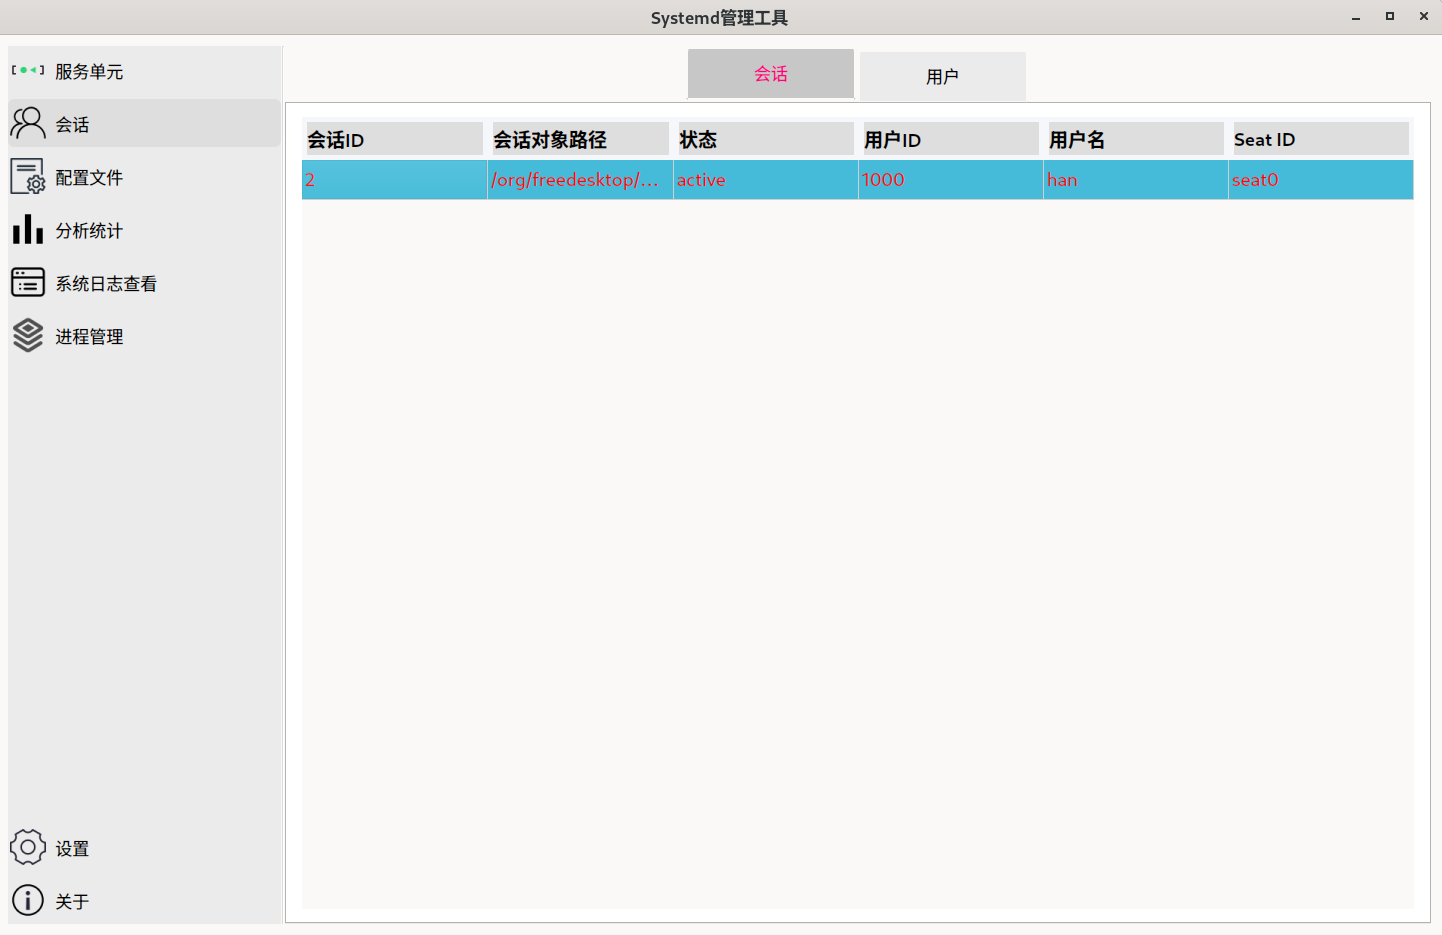 Systemd管理工具
服务单元
会话
配置文件
分析统计
系统日志查看
进程管理
设置
关于
会话 用户
会话ID 会话对象路径 状态 用户ID 用户名 Seat ID
2 /org/freedesktop/... active 1000 han seat0